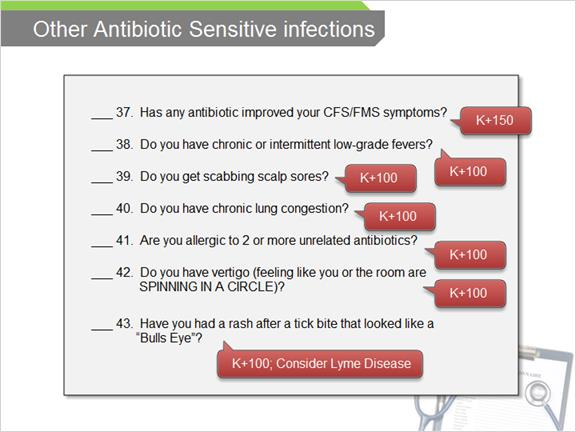 Other Antibiotic Sensitive infections
___ 37. Has any antibiotic improved your CFS/FMS symptoms?
K+150
___ 38. Do you have chronic or intermittent low-grade fevers?
K+100
___ 39. Do you get scabbing scalp sores?
K+100
___ 40. Do you have chronic lung congestion?
K+100
___ 41. Are you allergic to 2 or more unrelated antibiotics?
K+100
___ 42. Do you have vertigo (feeling like you or the room are
SPINNING IN A CIRCLE)?
K+100
___ 43. Have you had a rash after a tick bite that looked like a
“Bulls Eye”?
K+100; Consider Lyme Disease